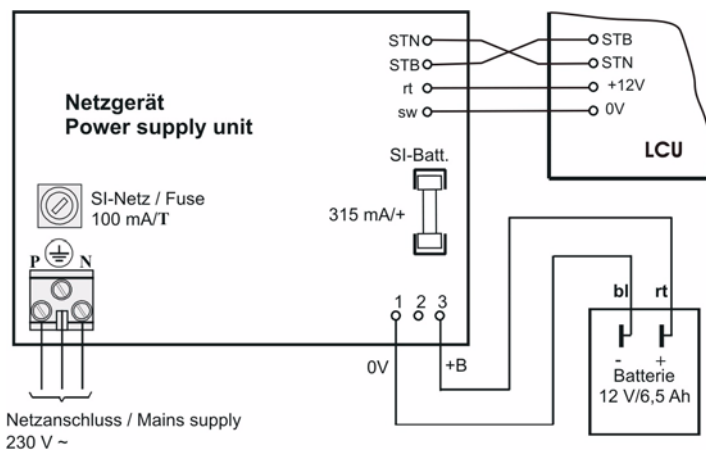 STN
STB
rt
sw
STB
STN
+12V
0V
LCU
Netzgerät
Power supply unit
SI-Batt.
315 mA/+
SI-Netz / Fuse
100 mA/T
P N
1 2 3
0V +B
bl rt
- +
Batterie
12 V/6,5 Ah
Netzanschluss / Mains supply
230 V ~